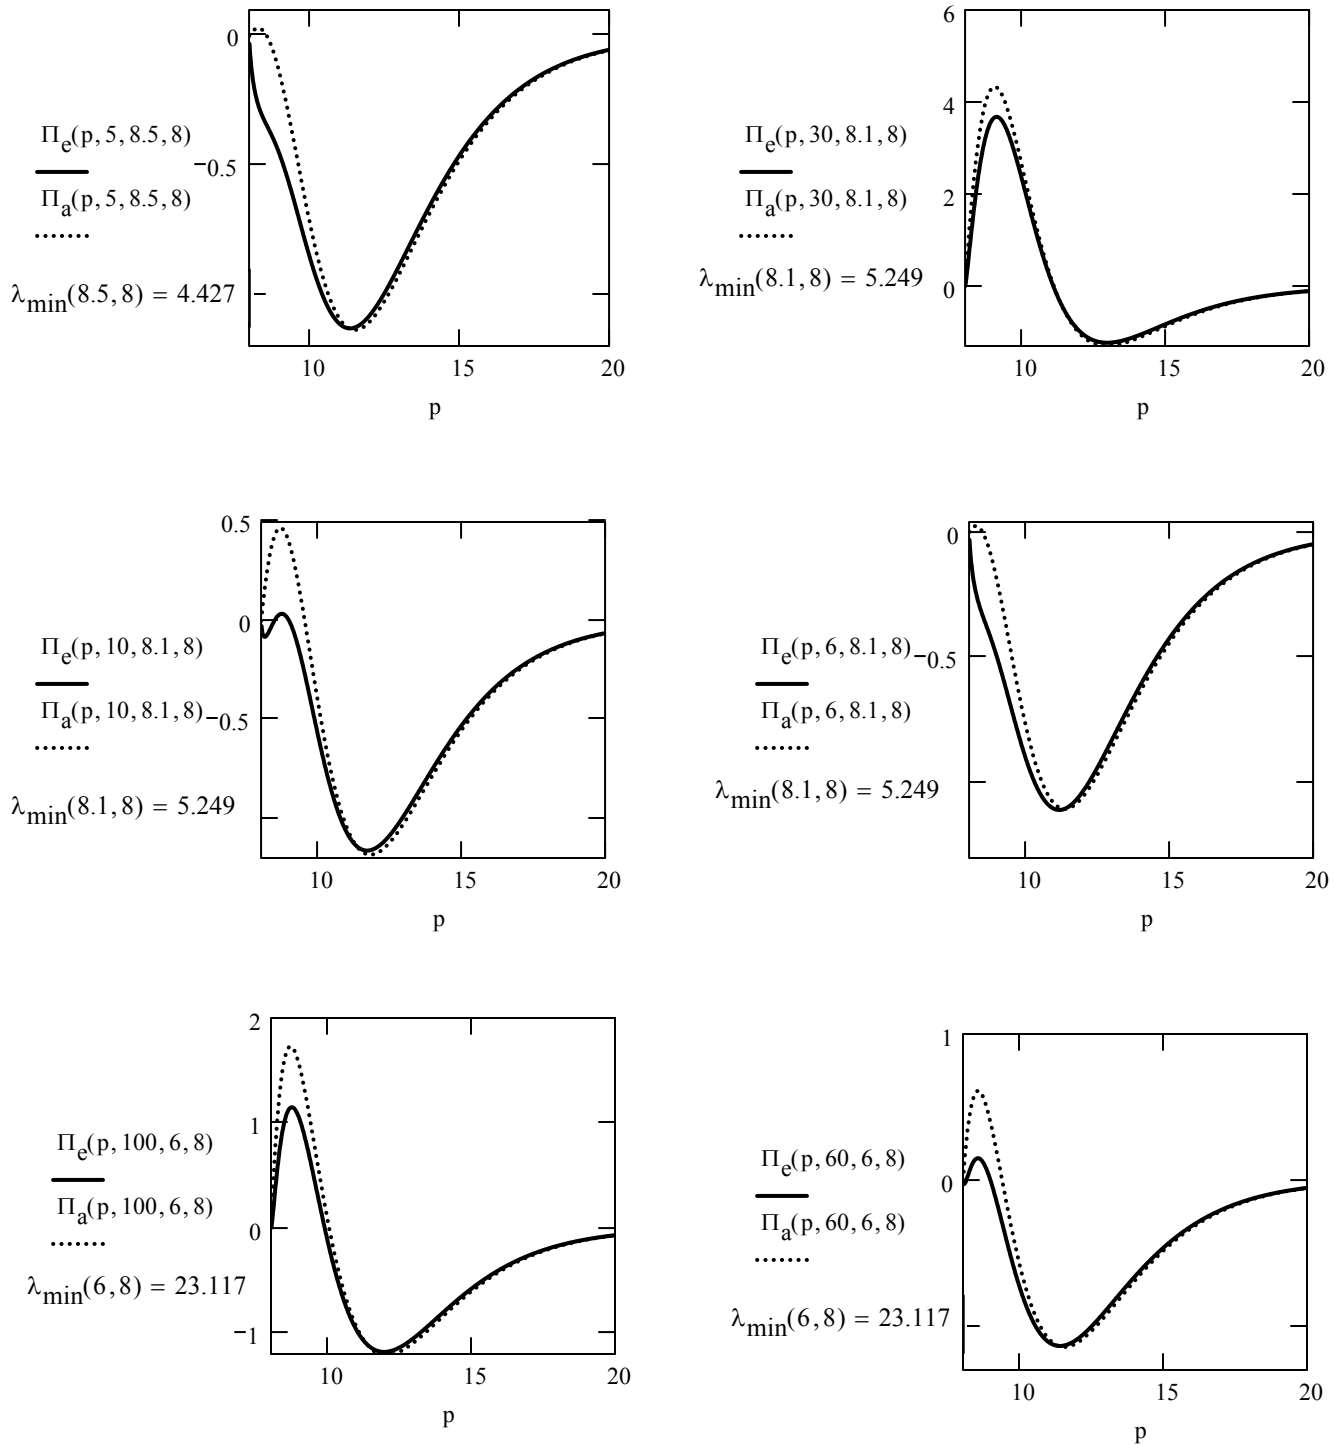 0
Πe(p, 5, 8.5, 8)
−0.5
Πa(p, 5, 8.5, 8)
λmin(8.5, 8) = 4.427
10
15
20
p
6
4
Πe(p, 30, 8.1, 8)
2
Πa(p, 30, 8.1, 8)
λmin(8.1, 8) = 5.249
0
10
15
20
p
0.5
0
Πe(p, 10, 8.1, 8)
Πa(p, 10, 8.1, 8)
−0.5
λmin(8.1, 8) = 5.249
10
15
20
p
0
Πe(p, 6, 8.1, 8)
−0.5
Πa(p, 6, 8.1, 8)
λmin(8.1, 8) = 5.249
10
15
20
p
2
1
Πe(p, 100, 6, 8)
Πa(p, 100, 6, 8)
0
λmin(6, 8) = 23.117
−1
10
15
20
p
1
Πe(p, 60, 6, 8)
0
Πa(p, 60, 6, 8)
λmin(6, 8) = 23.117
10
15
20
p